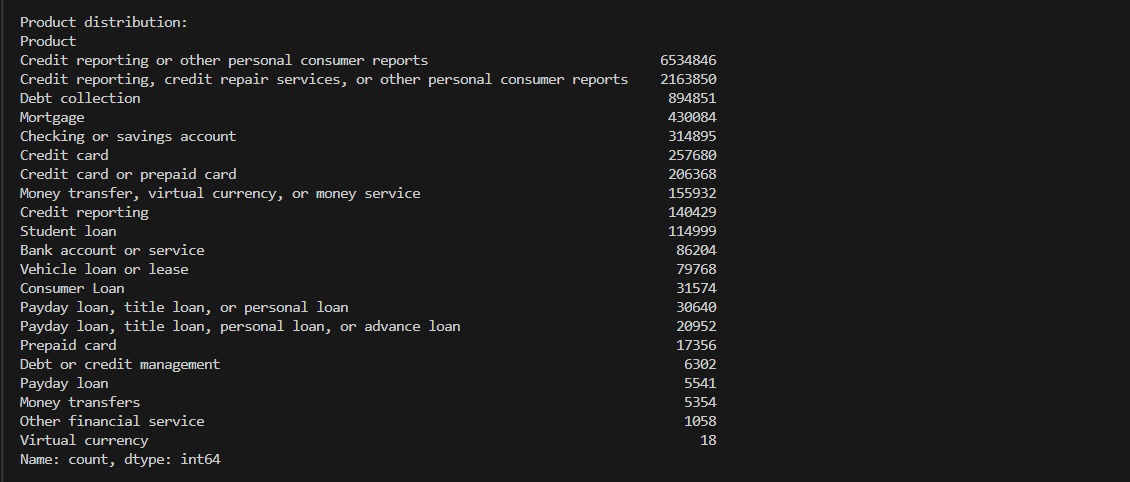 Product distribution:
Product
Credit reporting or other personal consumer reports 6534846
Credit reporting, credit repair services, or other personal consumer reports 2163850
Debt collection 894851
Mortgage 430084
Checking or savings account 314895
Credit card 257680
Credit card or prepaid card 206368
Money transfer, virtual currency, or money service 155932
Credit reporting 140429
Student loan 114999
Bank account or service 86204
Vehicle loan or lease 79768
Consumer Loan 31574
Payday loan, title loan, or personal loan 30640
Payday loan, title loan, personal loan, or advance loan 20952
Prepaid card 17356
Debt or credit management 6302
Payday loan 5541
Money transfers 5354
Other financial service 1058
Virtual currency 18
Name: count, dtype: int64